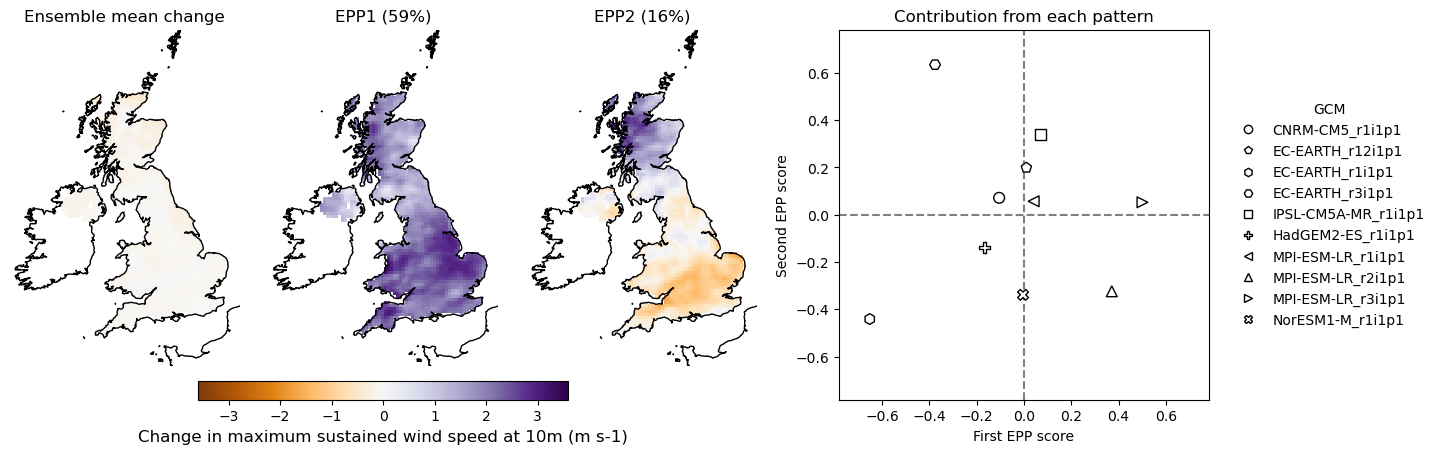 Ensemble mean change
EPP1 (59%)
EPP2 (16%)
−3 −2 −1 0 1 2 3
Change in maximum sustained wind speed at 10m (m s-1)
Contribution from each pattern
Second EPP score
0.6
0.4
0.2
0.0
−0.2
−0.4
−0.6
−0.6 −0.4 −0.2 0.0 0.2 0.4 0.6
First EPP score
GCM
CNRM-CM5_r1i1p1
EC-EARTH_r12i1p1
EC-EARTH_r1i1p1
EC-EARTH_r3i1p1
IPSL-CM5A-MR_r1i1p1
HadGEM2-ES_r1i1p1
MPI-ESM-LR_r1i1p1
MPI-ESM-LR_r2i1p1
MPI-ESM-LR_r3i1p1
NorESM1-M_r1i1p1